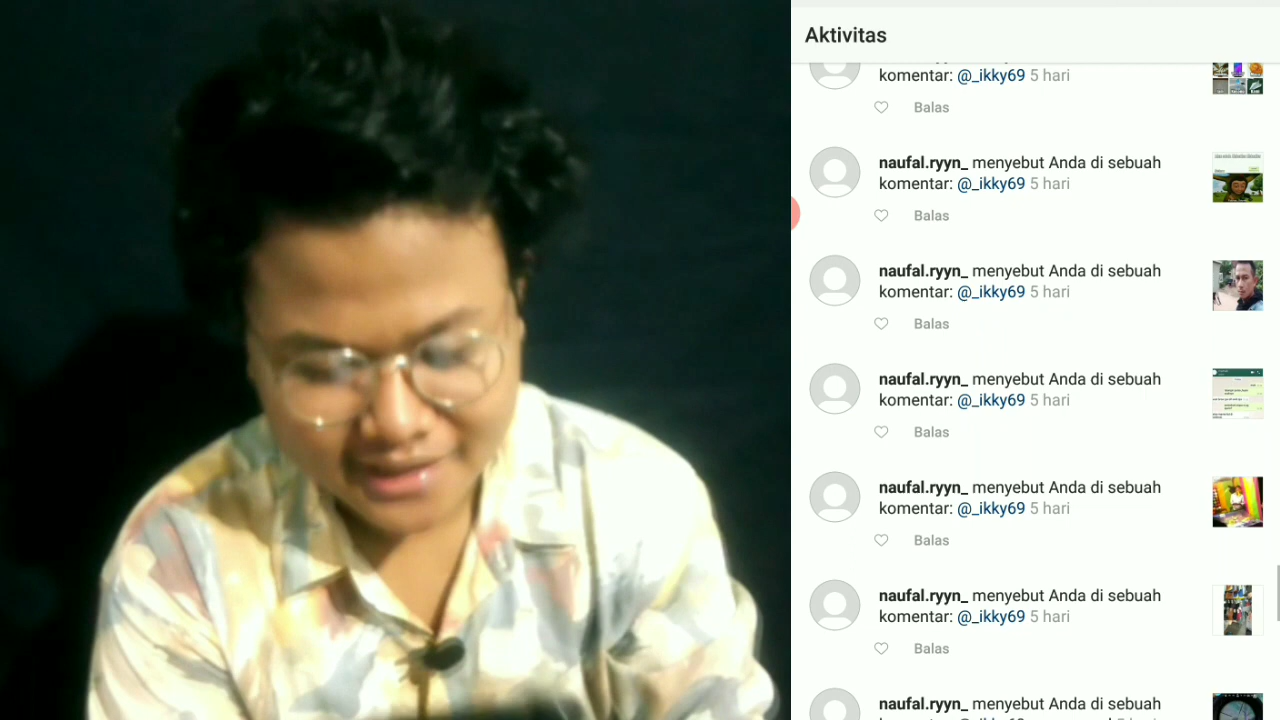 Aktivitas
komentar: @_ikky69 5 hari
Balas
naufal.ryyn_ menyebut Anda di sebuah
komentar: @_ikky69 5 hari
Balas
naufal.ryyn_ menyebut Anda di sebuah
komentar: @_ikky69 5 hari
Balas
naufal.ryyn_ menyebut Anda di sebuah
komentar: @_ikky69 5 hari
Balas
naufal.ryyn_ menyebut Anda di sebuah
komentar: @_ikky69 5 hari
Balas
naufal.ryyn_ menyebut Anda di sebuah
komentar: @_ikky69 5 hari
Balas
naufal.ryyn_ menyebut Anda di sebuah